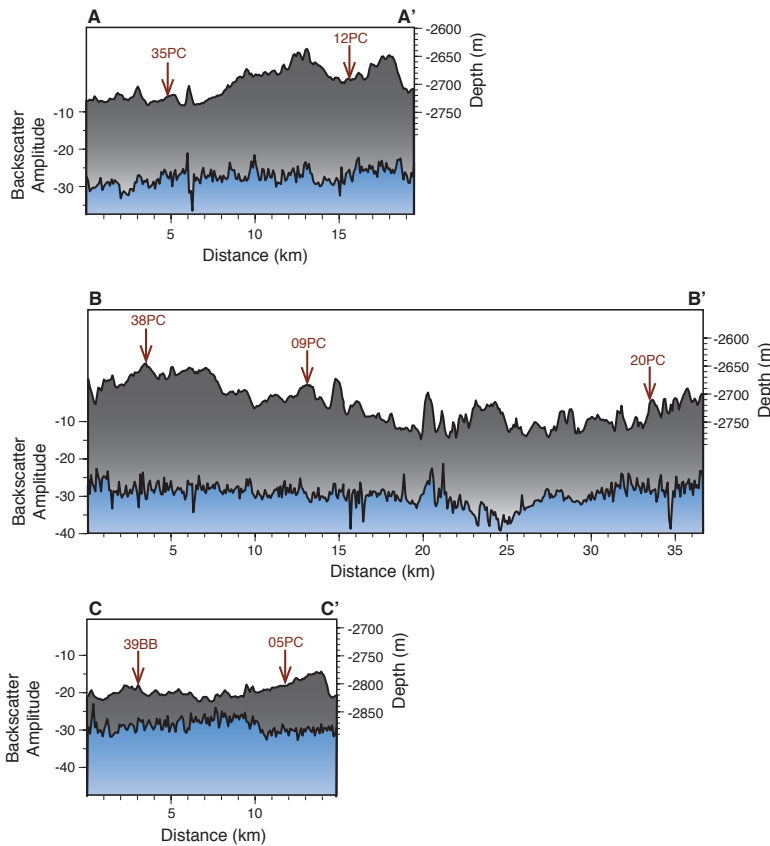 A A’
35PC 12PC
-2600
-2650
-2700
-2750
Depth (m)
-10
-20
-30
Backscatter
Amplitude
5 10 15
Distance (km)
B B’
38PC 09PC 20PC
-2600
-2650
-2700
-2750
Depth (m)
-10
-20
-30
-40
Backscatter
Amplitude
5 10 15 20 25 30 35
Distance (km)
C C’
39BB 05PC
-2700
-2750
-2800
-2850
Depth (m)
-10
-20
-30
-40
Backscatter
Amplitude
5 10
Distance (km)